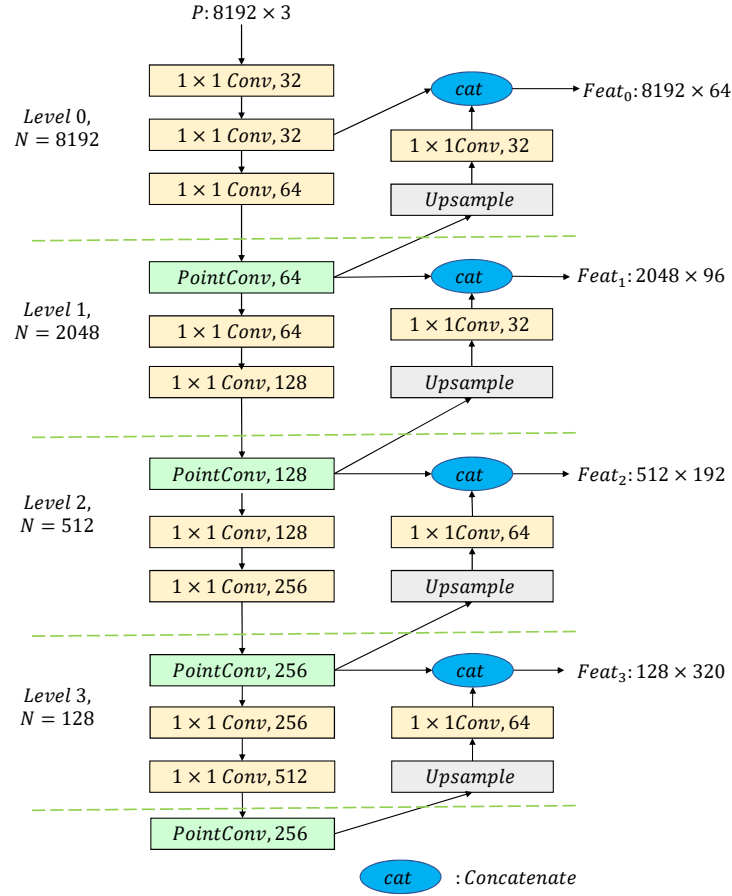 P: 8192 × 3
1 × 1 Conv, 32
cat
Feat₀: 8192 × 64
Level 0,
N = 8192
1 × 1 Conv, 32
1 × 1Conv, 32
1 × 1 Conv, 64
Upsample
PointConv, 64
cat
Feat₁: 2048 × 96
Level 1,
N = 2048
1 × 1 Conv, 64
1 × 1Conv, 32
1 × 1 Conv, 128
Upsample
PointConv, 128
cat
Feat₂: 512 × 192
Level 2,
N = 512
1 × 1 Conv, 128
1 × 1Conv, 64
1 × 1 Conv, 256
Upsample
PointConv, 256
cat
Feat₃: 128 × 320
Level 3,
N = 128
1 × 1 Conv, 256
1 × 1Conv, 64
1 × 1 Conv, 512
Upsample
PointConv, 256
cat : Concatenate